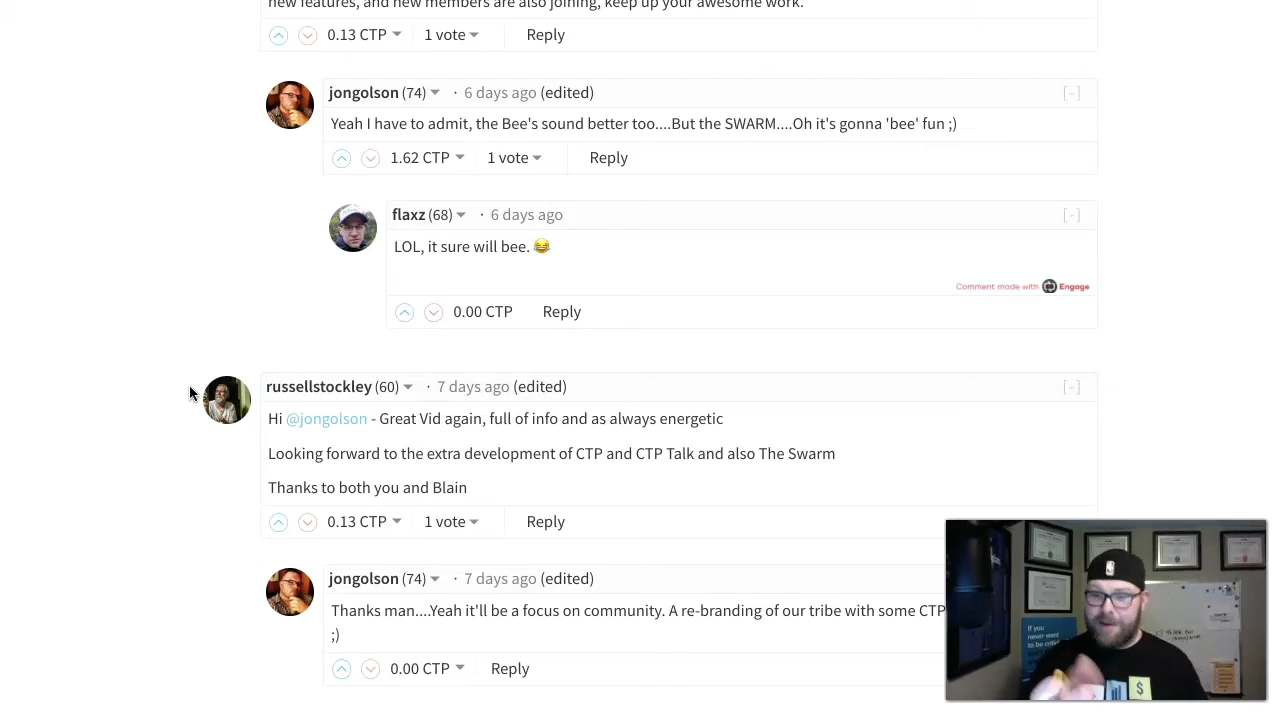 new features, and new members are also joining, keep up your awesome work.
0.13 CTP 1 vote Reply
jongolson (74) · 6 days ago (edited) [-]
Yeah I have to admit, the Bee's sound better too....But the SWARM....Oh it's gonna 'bee' fun ;)
1.62 CTP 1 vote Reply
flaxz (68) · 6 days ago [-]
LOL, it sure will bee. 😂
Comment made with Engage
0.00 CTP Reply
russellstockley (60) · 7 days ago (edited) [-]
Hi @jongolson - Great Vid again, full of info and as always energetic
Looking forward to the extra development of CTP and CTP Talk and also The Swarm
Thanks to both you and Blain
0.13 CTP 1 vote Reply
jongolson (74) · 7 days ago (edited)
Thanks man....Yeah it'll be a focus on community. A re-branding of our tribe with some CTP
;)
0.00 CTP Reply
If you
never want
to be
$